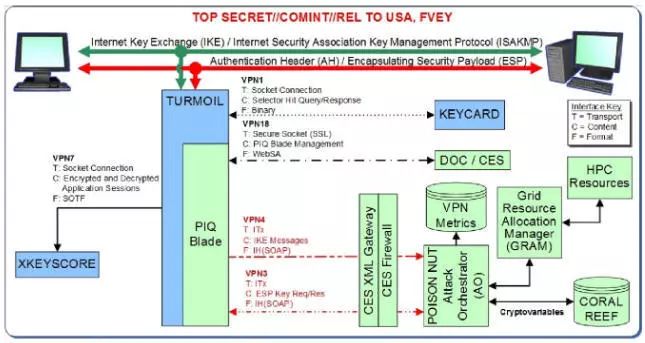 TOP SECRET//COMINT//REL TO USA, FVEY
Internet Key Exchange (IKE) / Internet Security Association Key Management Protocol (ISAKMP)
Authentication Header (AH) / Encapsulating Security Payload (ESP)
TURMOIL
VPN1
T: Socket Connection
C: Selector Hit Query/Response
F: Binary
KEYCARD
Interface Key:
T = Transport
C = Content
F = Format
VPN18
T: Secure Socket (SSL)
C: PIQ Blade Management
F: WebSA
DOC / CES
VPN7
T: Socket Connection
C: Encrypted and Decrypted
Application Sessions
F: SOTF
XKEYSCORE
PIQ
Blade
VPN4
T: ITx
C: IKE Messages
F: IH(SOAP)
VPN3
T: ITx
C: ESP Key Req/Res
F: IH(SOAP)
CES XML Gateway
CES Firewall
VPN
Metrics
POISON NUT
Attack
Orchestrator
(AO)
Grid
Resource
Allocation
Manager
(GRAM)
HPC
Resources
Cryptovariables
CORAL
REEF